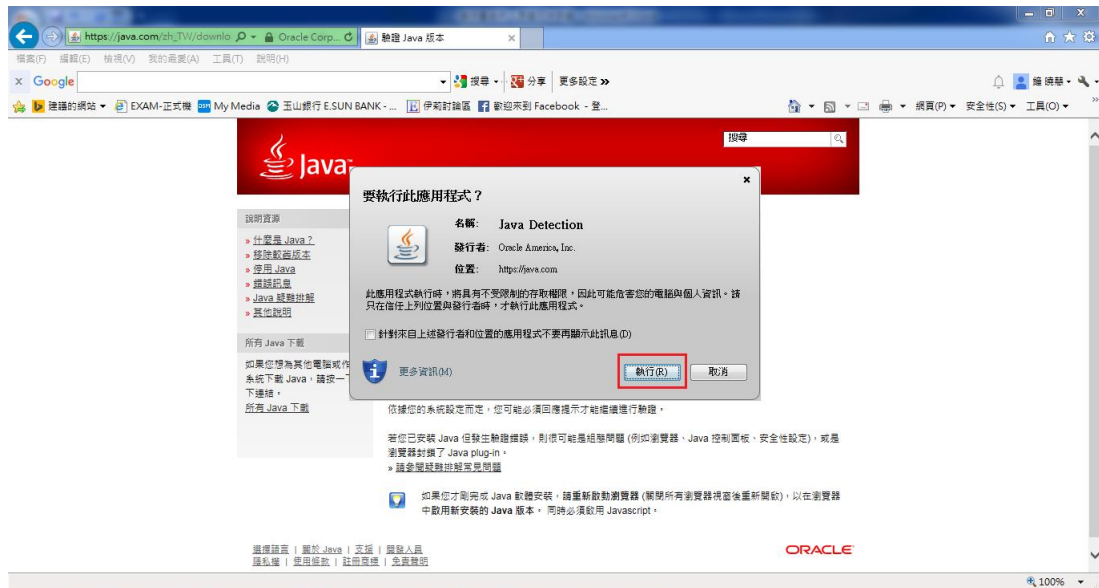 https://java.com/zh_TW/downlo
Oracle Corp...
驗證 Java 版本
檔案(F) 編輯(E) 檢視(V) 我的最愛(A) 工具(T) 說明(H)
x Google
搜尋
分享
更多設定 »
鍾曉華
建議的網站
EXAM-正式機
My Media
玉山銀行 E.SUN BANK - ...
伊莉討論區
歡迎來到 Facebook - 登...
網頁(P)
安全性(S)
工具(O)
Java
搜尋
要執行此應用程式？
名稱: Java Detection
發行者: Oracle America, Inc.
位置: https://java.com
此應用程式執行時，將具有不受限制的存取權限，因此可能危害您的電腦與個人資訊。請
只在信任上列位置與發行者時，才執行此應用程式。
針對來自上述發行者和位置的應用程式不要再顯示此訊息(D)
更多資訊(M)
執行(R)
取消
說明資源
» 什麼是 Java？
» 移除較舊版本
» 停用 Java
» 錯誤訊息
» Java 疑難排解
» 其他說明
所有 Java 下載
如果您想為其他電腦或作
系統下載 Java，請按一
下連結，
所有 Java 下載
依據您的系統設定而定，您可能必須回應提示才能繼續進行驗證。
若您已安裝 Java 但發生驗證錯誤，則很可能是組態問題 (例如瀏覽器、Java 控制面板、安全性設定)，或是
瀏覽器封鎖了 Java plug-in。
» 請參閱疑難排解常見問題
如果您才剛完成 Java 軟體安裝，請重新啟動瀏覽器 (關閉所有瀏覽器視窗後重新開啟)，以在瀏覽器
中啟用新安裝的 Java 版本。 同時必須啟用 Javascript。
選擇語言 | 關於 Java | 支援 | 開發人員
隱私權 | 使用條款 | 註冊商標 | 免責聲明
ORACLE
100%